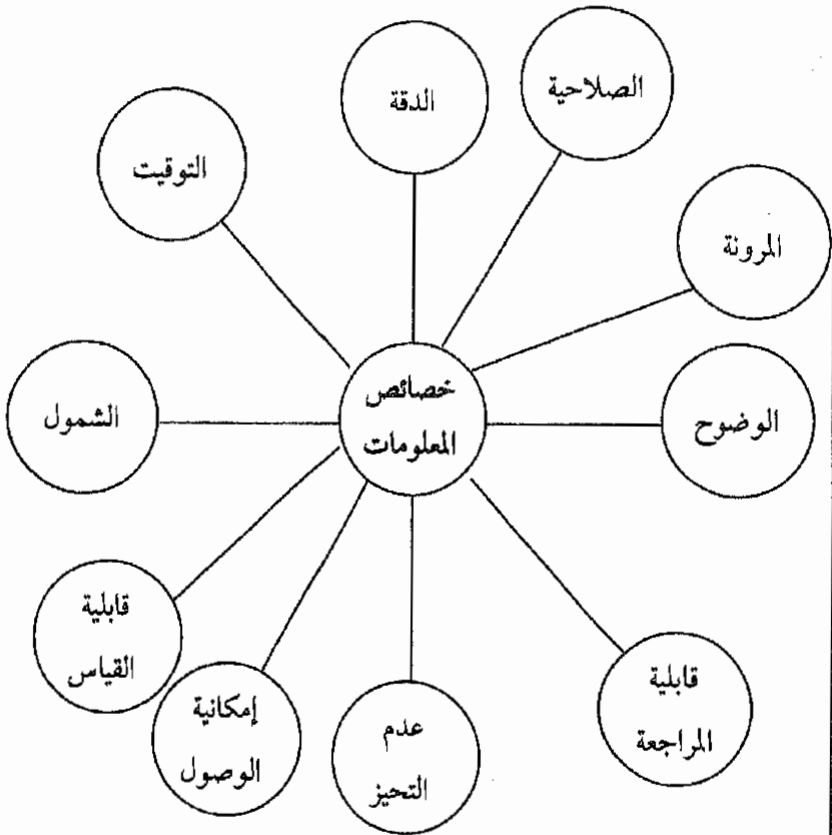 الصلاحية
الدقة
التوقيت
المرونة
خصائص
المعلومات
الوضوح
الشمول
قابلية
القياس
إمكانية
الوصول
عدم
التحيز
قابلية
المراجعة